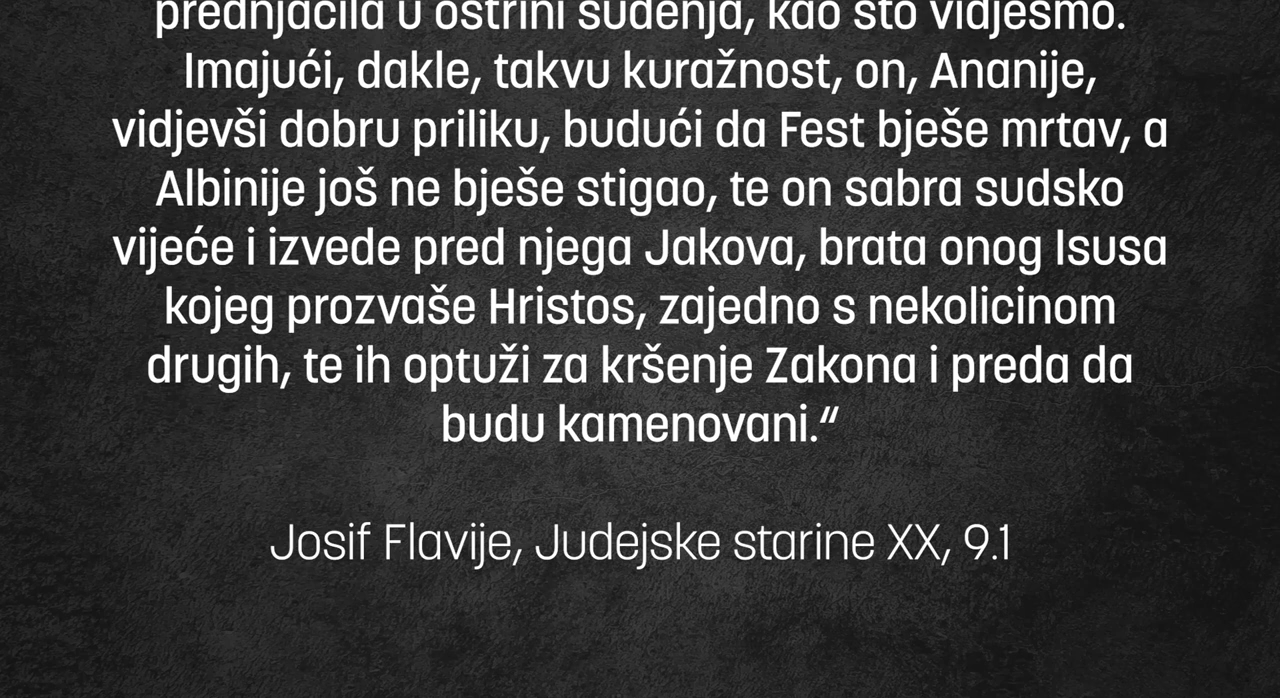 prednjačila u oštrini suđenja, kao što vidjesmo.
Imajući, dakle, takvu kuražnost, on, Ananije,
vidjevši dobru priliku, budući da Fest bješe mrtav, a
Albinije još ne bješe stigao, te on sabra sudsko
vijeće i izvede pred njega Jakova, brata onog Isusa
kojeg prozvaše Hristos, zajedno s nekolicinom
drugih, te ih optuži za kršenje Zakona i preda da
budu kamenovani.“
Josif Flavije, Judejske starine XX, 9.1